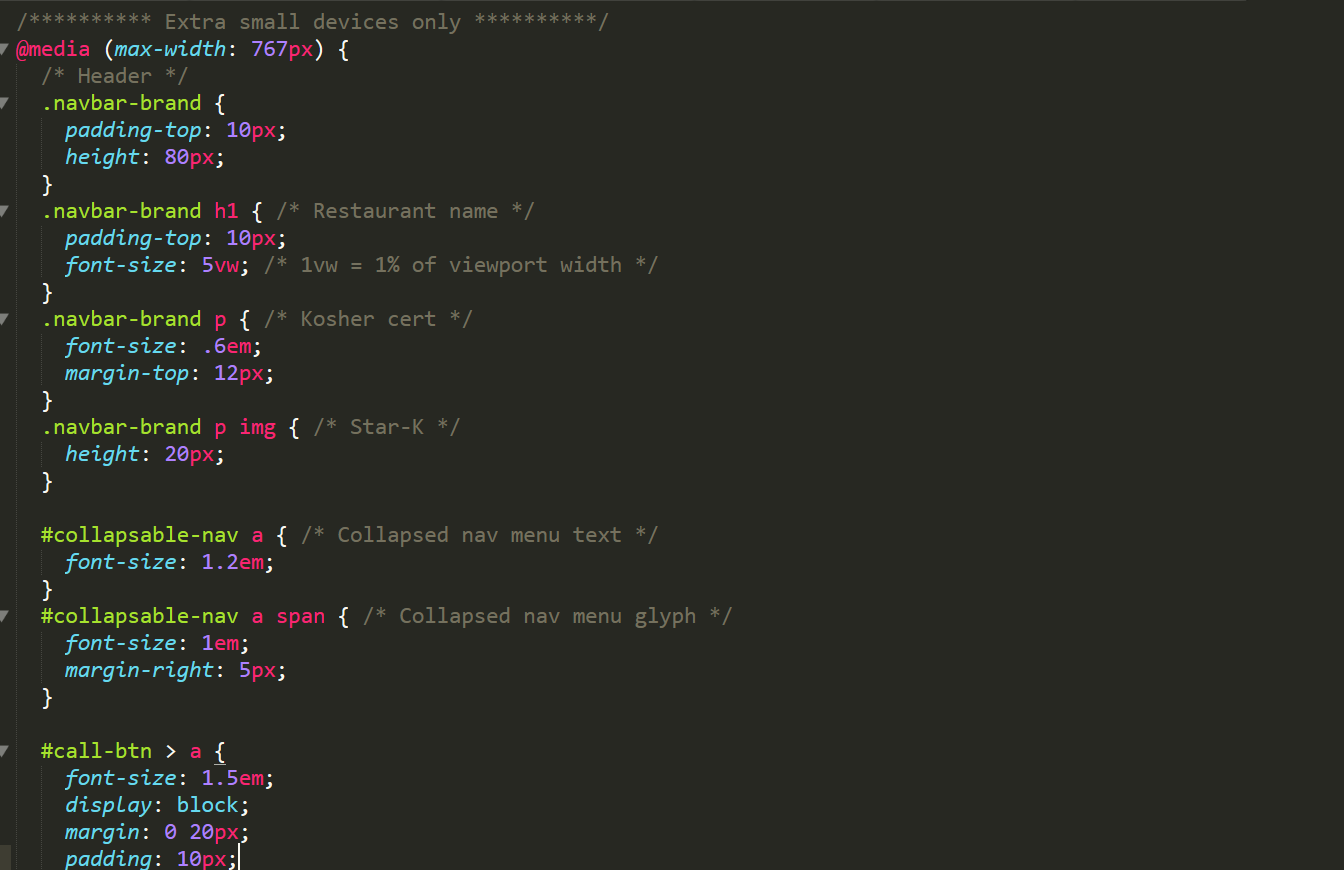 /********** Extra small devices only **********/
@media (max-width: 767px) {
  /* Header */
  .navbar-brand {
    padding-top: 10px;
    height: 80px;
  }
  .navbar-brand h1 { /* Restaurant name */
    padding-top: 10px;
    font-size: 5vw; /* 1vw = 1% of viewport width */
  }
  .navbar-brand p { /* Kosher cert */
    font-size: .6em;
    margin-top: 12px;
  }
  .navbar-brand p img { /* Star-K */
    height: 20px;
  }

  #collapsable-nav a { /* Collapsed nav menu text */
    font-size: 1.2em;
  }
  #collapsable-nav a span { /* Collapsed nav menu glyph */
    font-size: 1em;
    margin-right: 5px;
  }

  #call-btn > a {
    font-size: 1.5em;
    display: block;
    margin: 0 20px;
    padding: 10px;